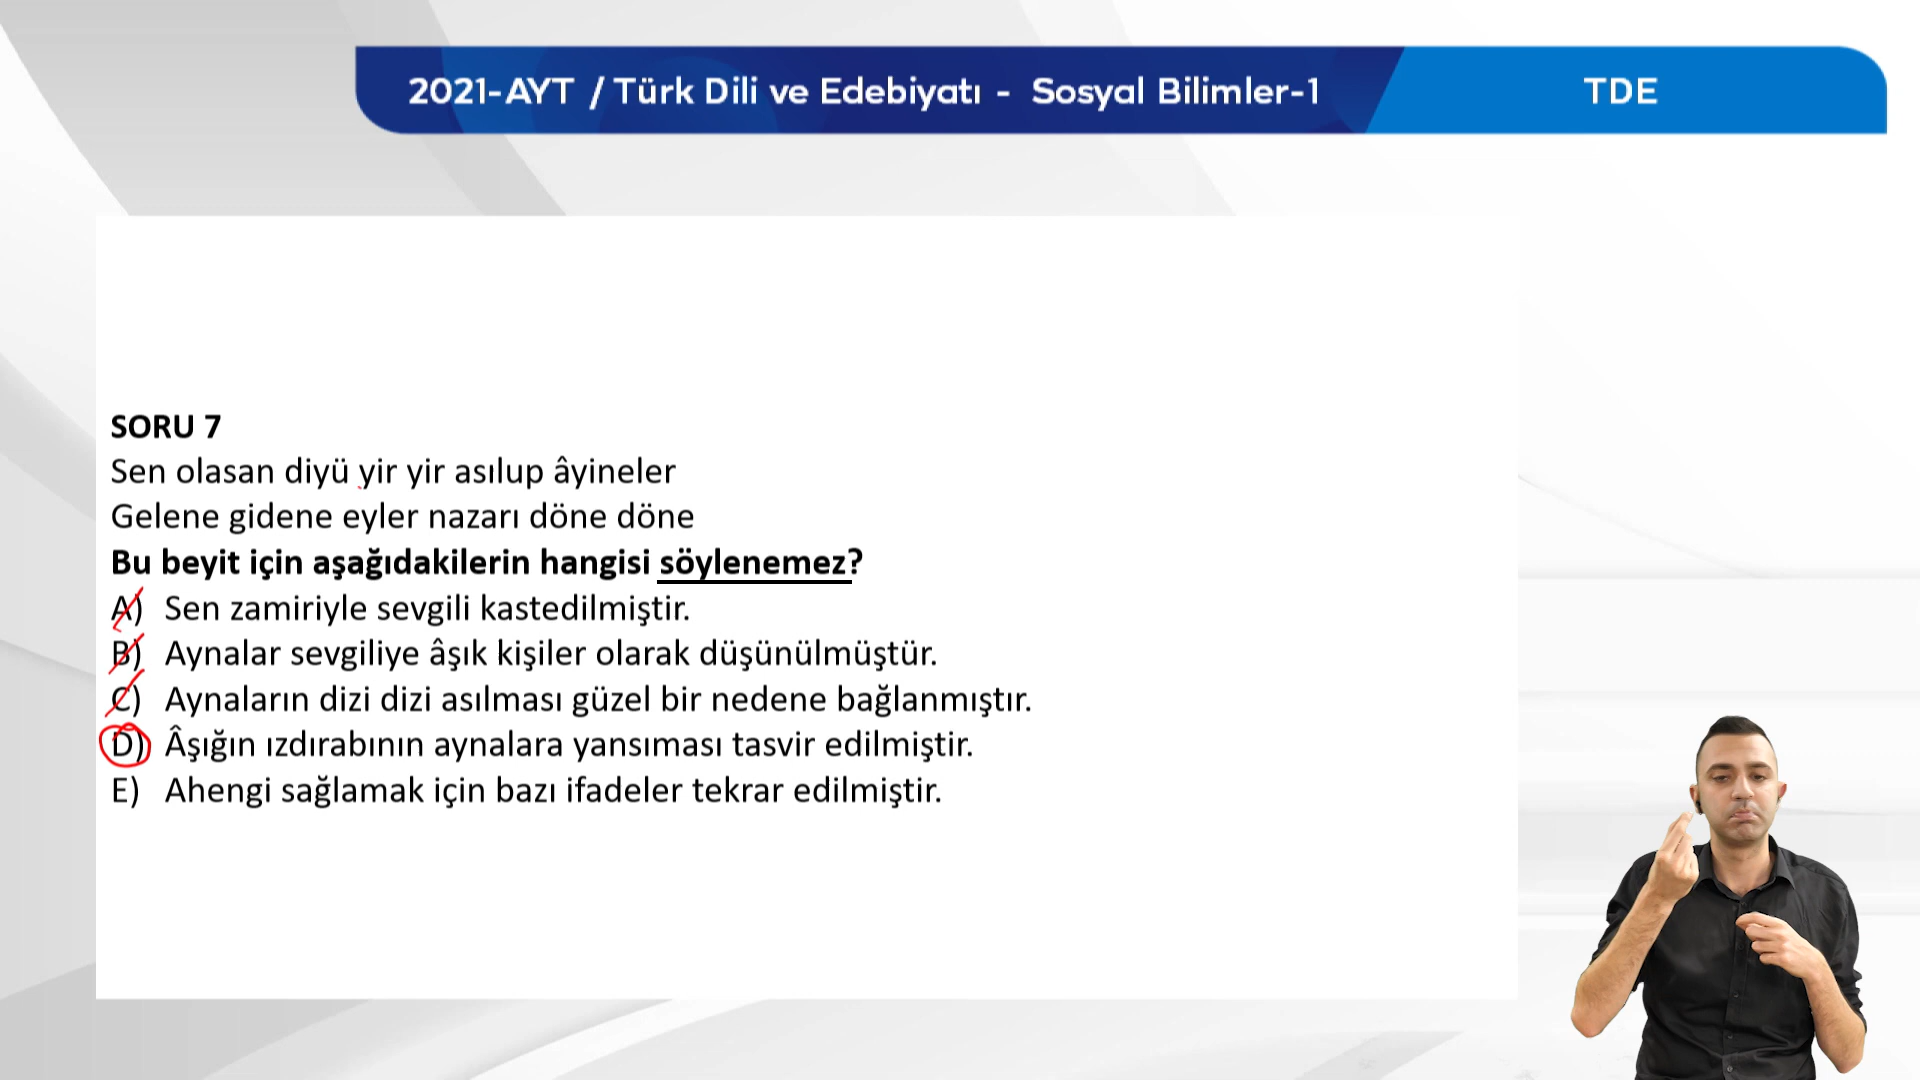 2021-AYT / Türk Dili ve Edebiyatı - Sosyal Bilimler-1 TDE
SORU 7
Sen olasan diyü yir yir asılup âyineler
Gelene gidene eyler nazarı döne döne
Bu beyit için aşağıdakilerin hangisi söylenemez?
A) Sen zamiriyle sevgili kastedilmiştir.
B) Aynalar sevgiliye âşık kişiler olarak düşünülmüştür.
C) Aynaların dizi dizi asılması güzel bir nedene bağlanmıştır.
D) Âşığın ızdırabının aynalara yansıması tasvir edilmiştir.
E) Ahengi sağlamak için bazı ifadeler tekrar edilmiştir.